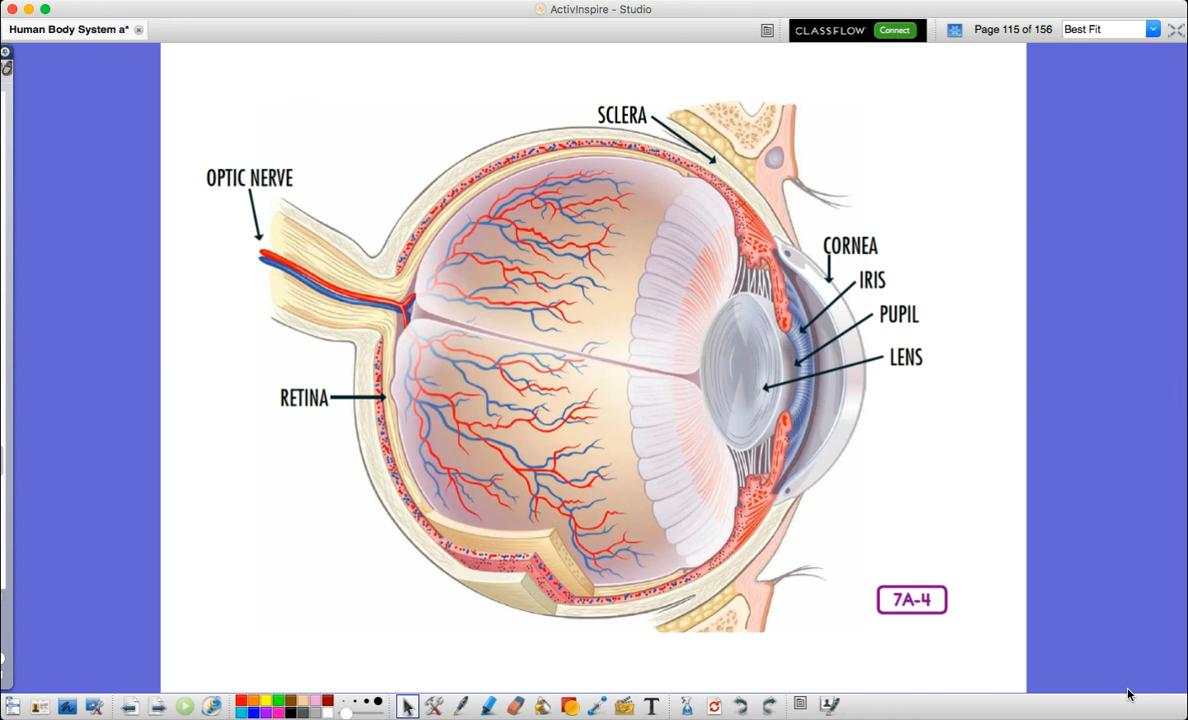 ActivInspire - Studio
Human Body System a*
CLASSFLOW Connect
Page 115 of 156
Best Fit
SCLERA
OPTIC NERVE
CORNEA
IRIS
PUPIL
LENS
RETINA
7A-4
T